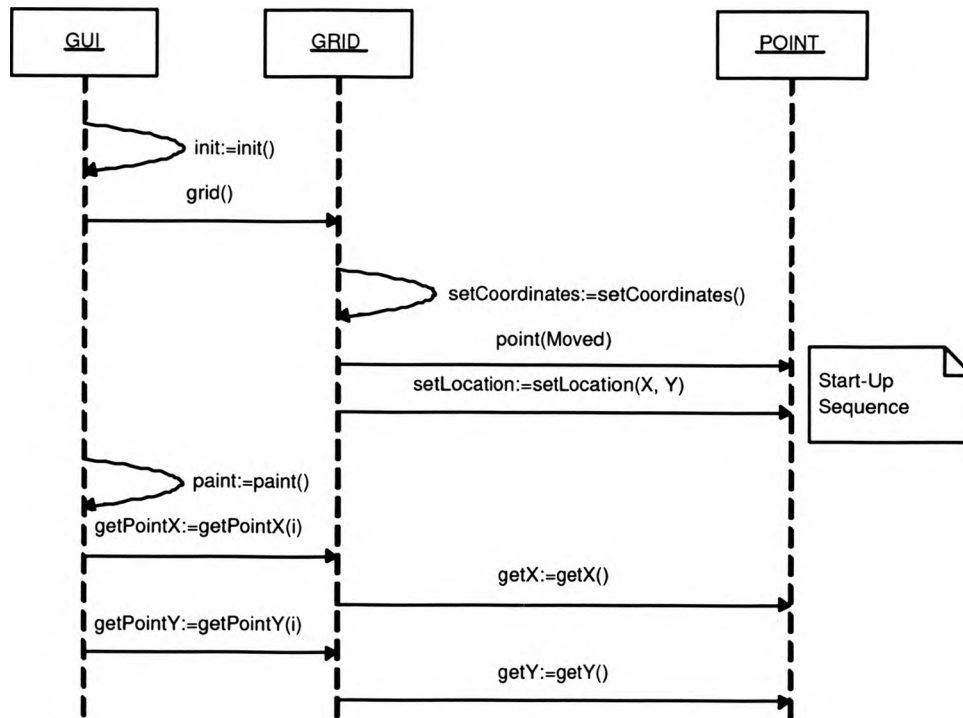 GUI
GRID
POINT
init:=init()
grid()
setCoordinates:=setCoordinates()
point(Moved)
setLocation:=setLocation(X, Y)
Start-Up
Sequence
paint:=paint()
getPointX:=getPointX(i)
getX:=getX()
getPointY:=getPointY(i)
getY:=getY()